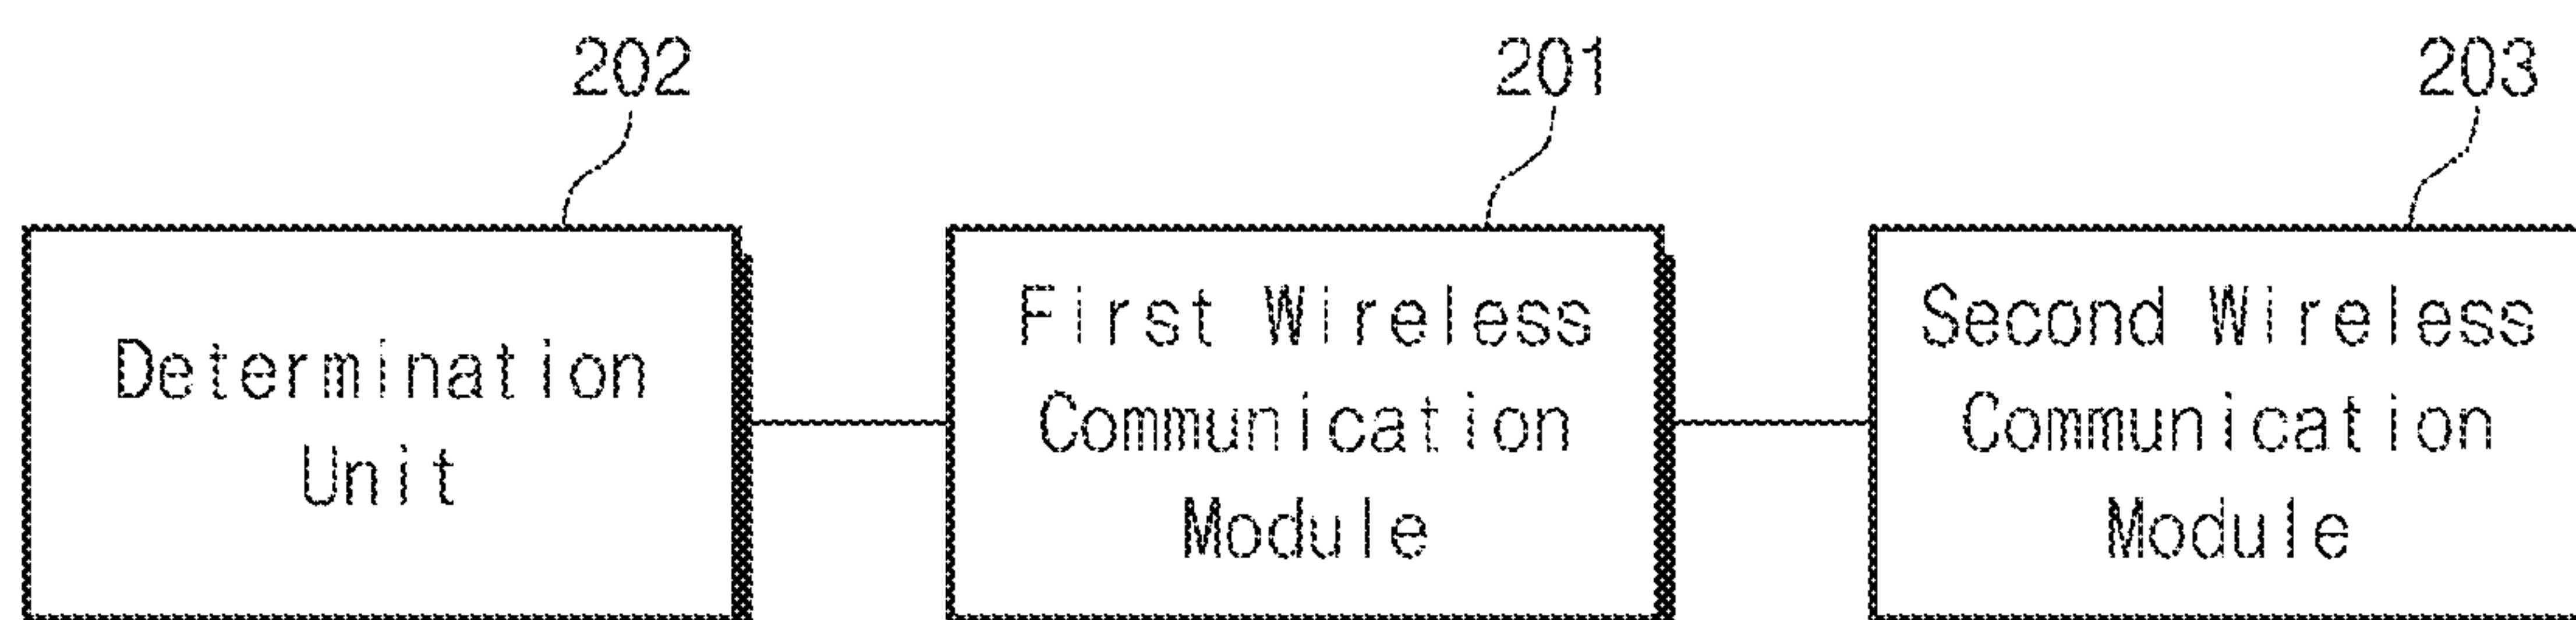 202
201
203
Determination
Unit
First Wireless
Communication
Module
Second Wireless
Communication
Module